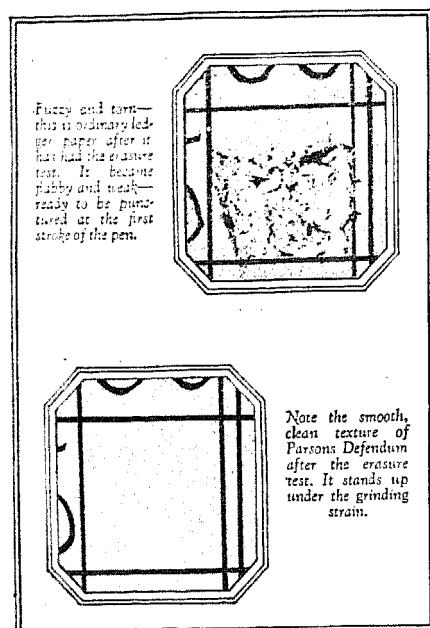 Fuzzy and torn—
this is ordinary led-
ger paper after it
has had the erasure
test. It became
flabby and weak—
ready to be punc-
tured at the first
stroke of the pen.
Note the smooth,
clean texture of
Parsons Defendum
after the erasure
test. It stands up
under the grinding
strain.